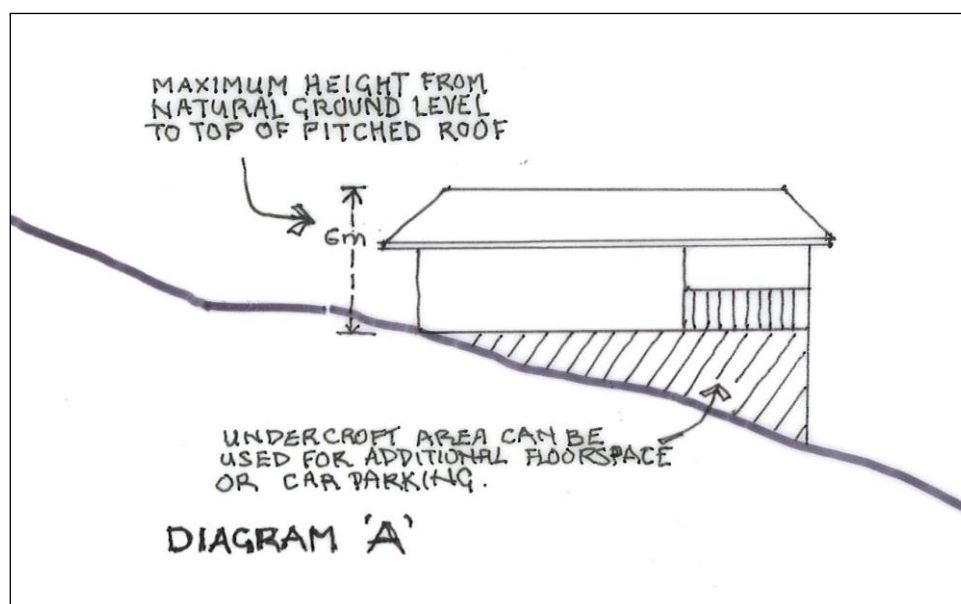 MAXIMUM HEIGHT FROM
NATURAL GROUND LEVEL
TO TOP OF PITCHED ROOF
6m
UNDERCROFT AREA CAN BE
USED FOR ADDITIONAL FLOORSPACE
OR CAR PARKING.
DIAGRAM 'A'